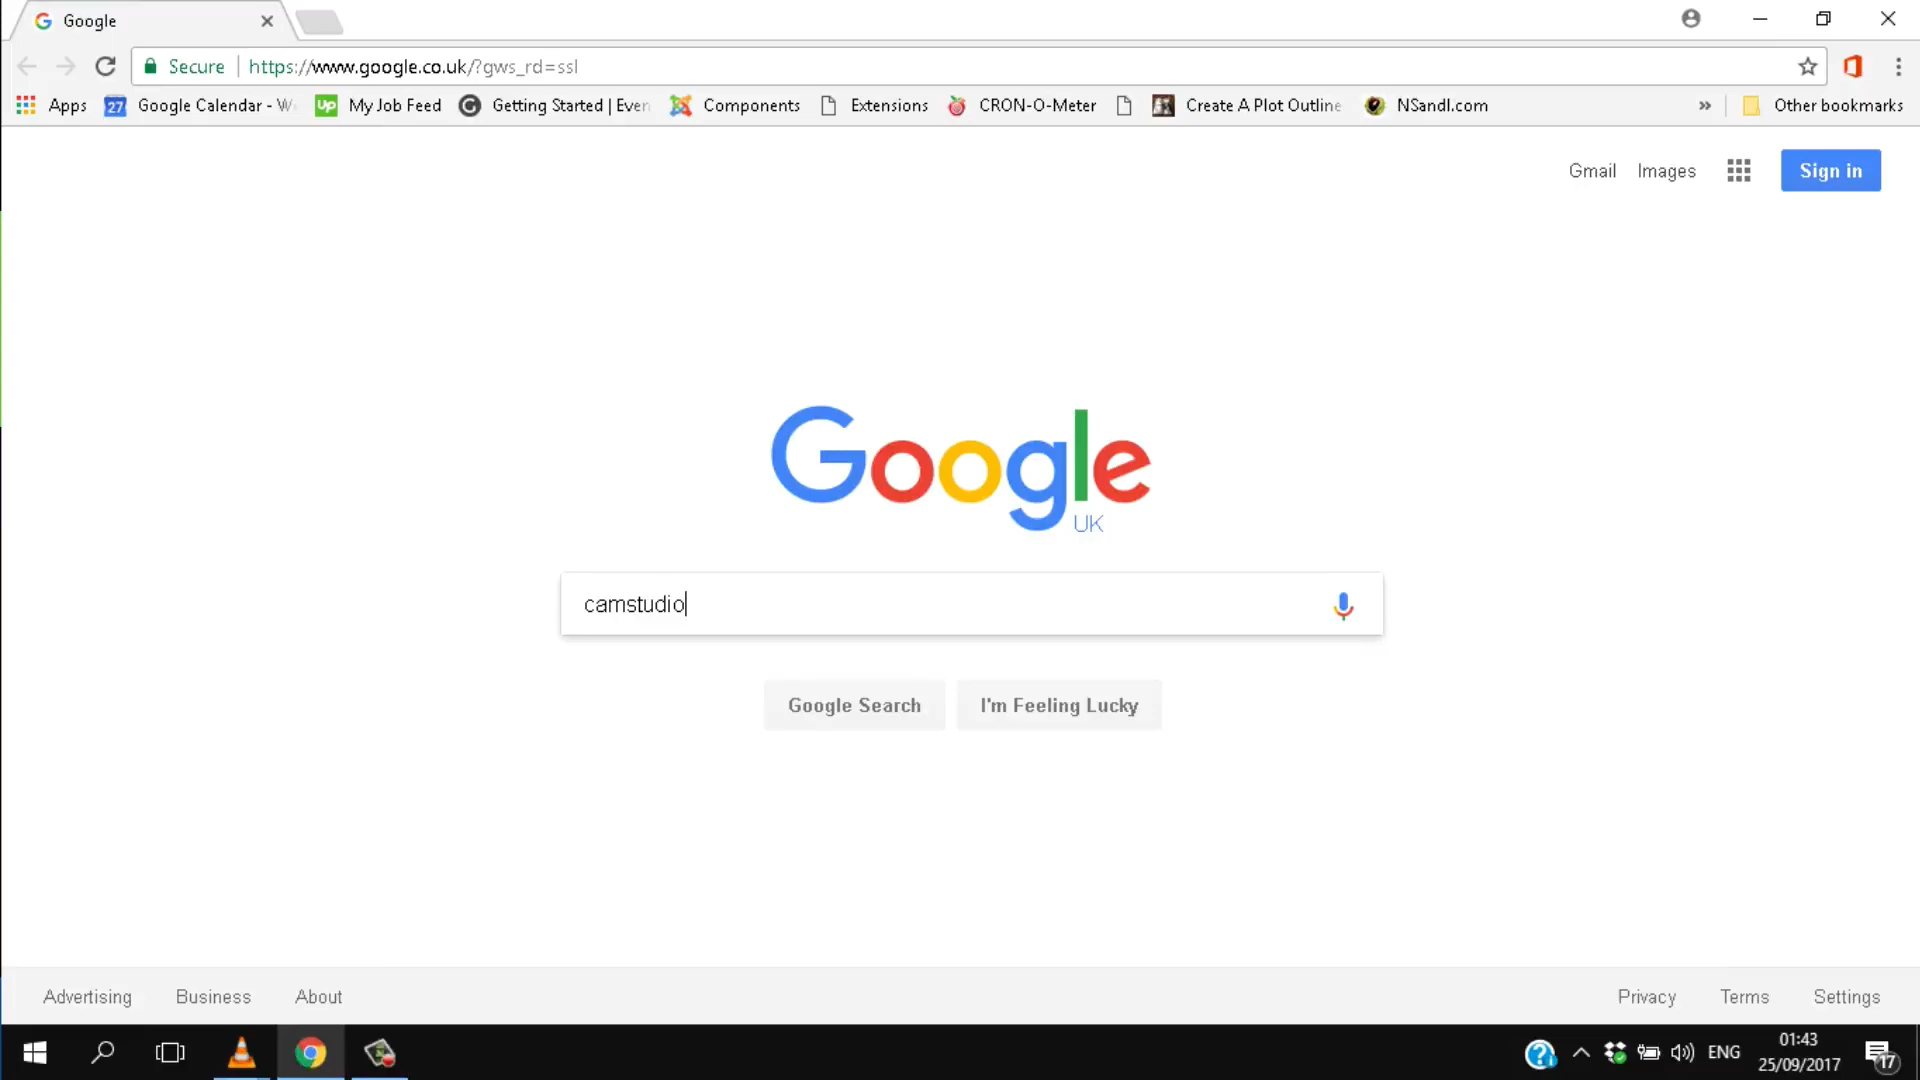 Google
Secure https://www.google.co.uk/?gws_rd=ssl
Apps 27 Google Calendar - W Up My Job Feed Getting Started | Ever Components Extensions CRON-O-Meter Create A Plot Outline NSandI.com » Other bookmarks
Gmail Images Sign in
Google
UK
camstudio
Google Search I'm Feeling Lucky
Advertising Business About Privacy Terms Settings
ENG 01:43
25/09/2017 17